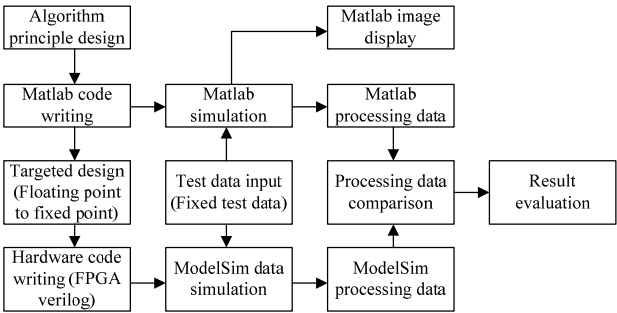 Algorithm
principle design
Matlab image
display
Matlab code
writing
Matlab
simulation
Matlab
processing data
Targeted design
(Floating point
to fixed point)
Test data input
(Fixed test data)
Processing data
comparison
Result
evaluation
Hardware code
writing (FPGA
verilog)
ModelSim data
simulation
ModelSim
processing data